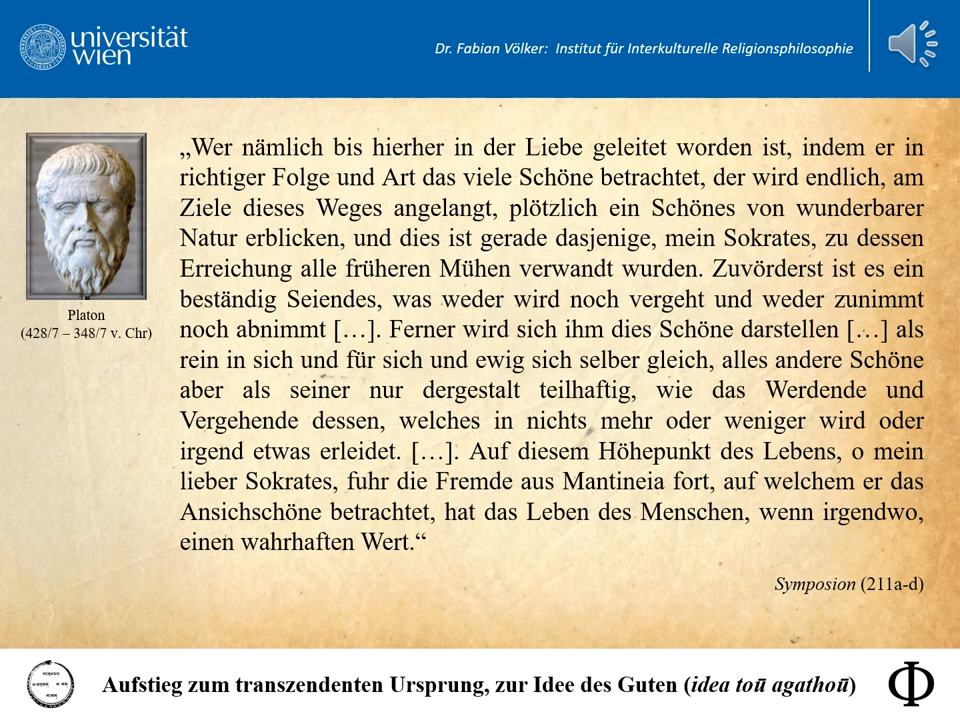 universität
wien
Dr. Fabian Völker: Institut für Interkulturelle Religionsphilosophie
„Wer nämlich bis hierher in der Liebe geleitet worden ist, indem er in
richtiger Folge und Art das viele Schöne betrachtet, der wird endlich, am
Ziele dieses Weges angelangt, plötzlich ein Schönes von wunderbarer
Natur erblicken, und dies ist gerade dasjenige, mein Sokrates, zu dessen
Erreichung alle früheren Mühen verwandt wurden. Zuvörderst ist es ein
beständig Seiendes, was weder wird noch vergeht und weder zunimmt
noch abnimmt […]. Ferner wird sich ihm dies Schöne darstellen […] als
rein in sich und für sich und ewig sich selber gleich, alles andere Schöne
aber als seiner nur dergestalt teilhaftig, wie das Werdende und
Vergehende dessen, welches in nichts mehr oder weniger wird oder
irgend etwas erleidet. […]. Auf diesem Höhepunkt des Lebens, o mein
lieber Sokrates, fuhr die Fremde aus Mantineia fort, auf welchem er das
Ansichschöne betrachtet, hat das Leben des Menschen, wenn irgendwo,
einen wahrhaften Wert.“
Platon
(428/7 – 348/7 v. Chr)
Symposion (211a-d)
Aufstieg zum transzendenten Ursprung, zur Idee des Guten (idea toū agathoū)
Φ